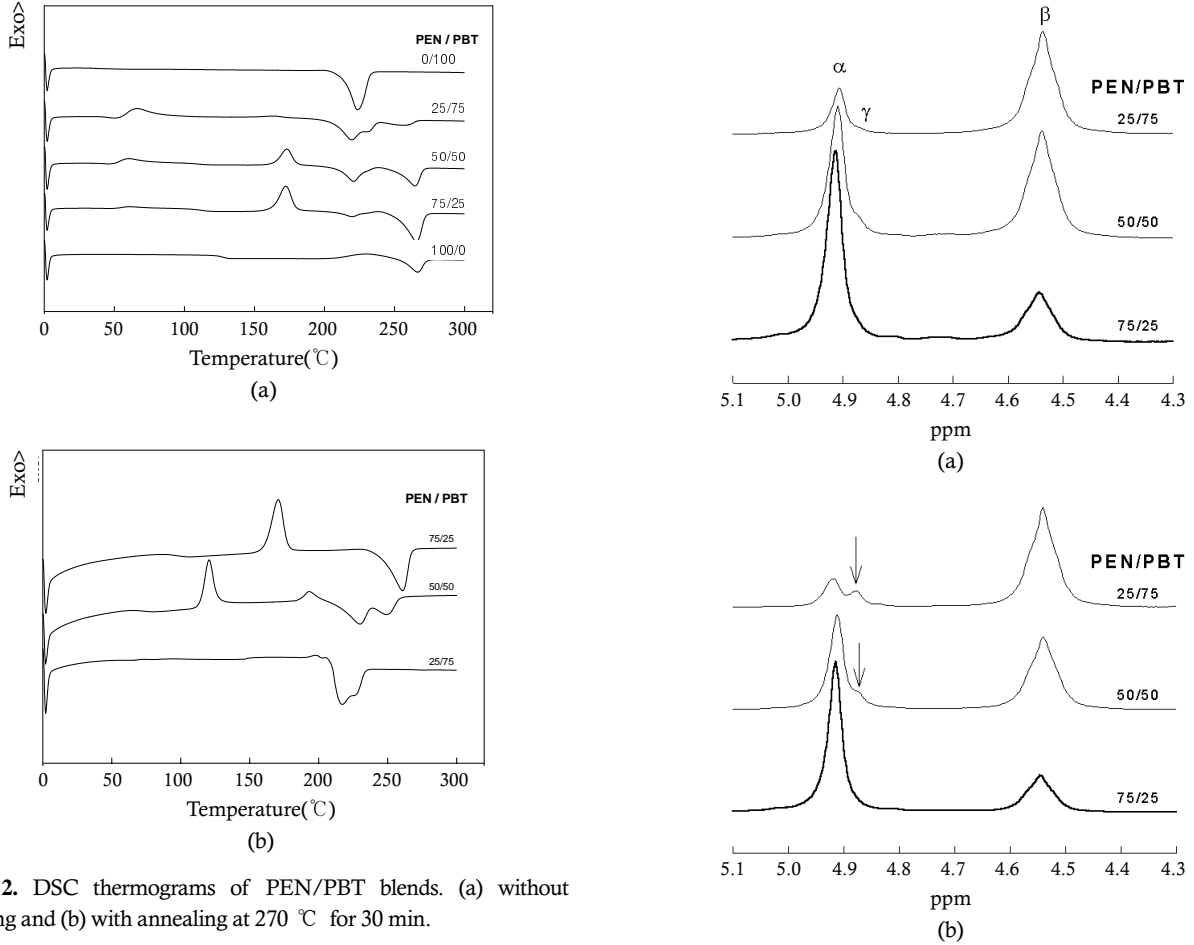 Exo>
PEN / PBT
0/100
25/75
50/50
75/25
100/0
0 50 100 150 200 250 300
Temperature(℃)
(a)
Exo>
PEN / PBT
75/25
50/50
25/75
0 50 100 150 200 250 300
Temperature(℃)
(b)
2. DSC thermograms of PEN/PBT blends. (a) without
ng and (b) with annealing at 270 ℃ for 30 min.
β
α
γ
PEN/PBT
25/75
50/50
75/25
5.1 5.0 4.9 4.8 4.7 4.6 4.5 4.4 4.3
ppm
(a)
PEN/PBT
25/75
50/50
75/25
5.1 5.0 4.9 4.8 4.7 4.6 4.5 4.4 4.3
ppm
(b)